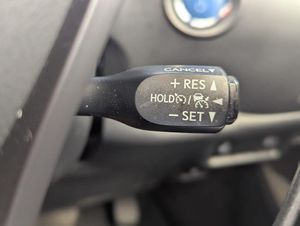 CANCEL▼
+ RES ▲
HOLD /
− SET ▼